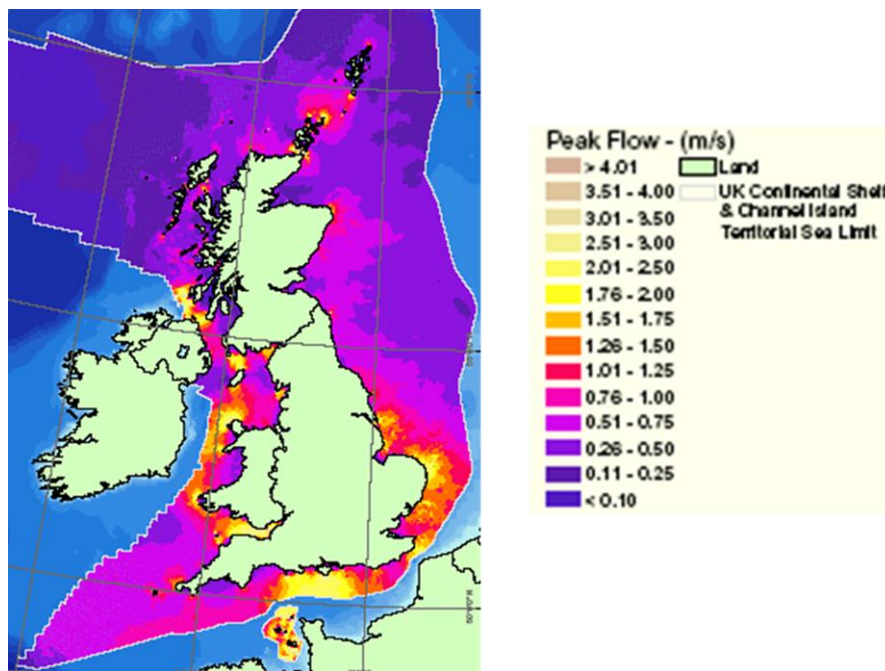 Peak Flow - (m/s)
> 4.01
3.51 - 4.00
3.01 - 3.50
2.51 - 3.00
2.01 - 2.50
1.76 - 2.00
1.51 - 1.75
1.26 - 1.50
1.01 - 1.25
0.76 - 1.00
0.51 - 0.75
0.26 - 0.50
0.11 - 0.25
< 0.10
Land
UK Continental Shelf
& Channel Island
Territorial Sea Limit
50°0'0"N